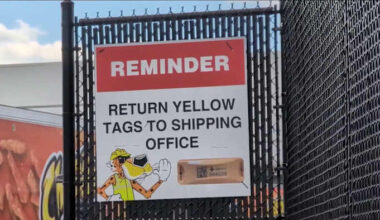 REMINDER
RETURN YELLOW
TAGS TO SHIPPING
OFFICE